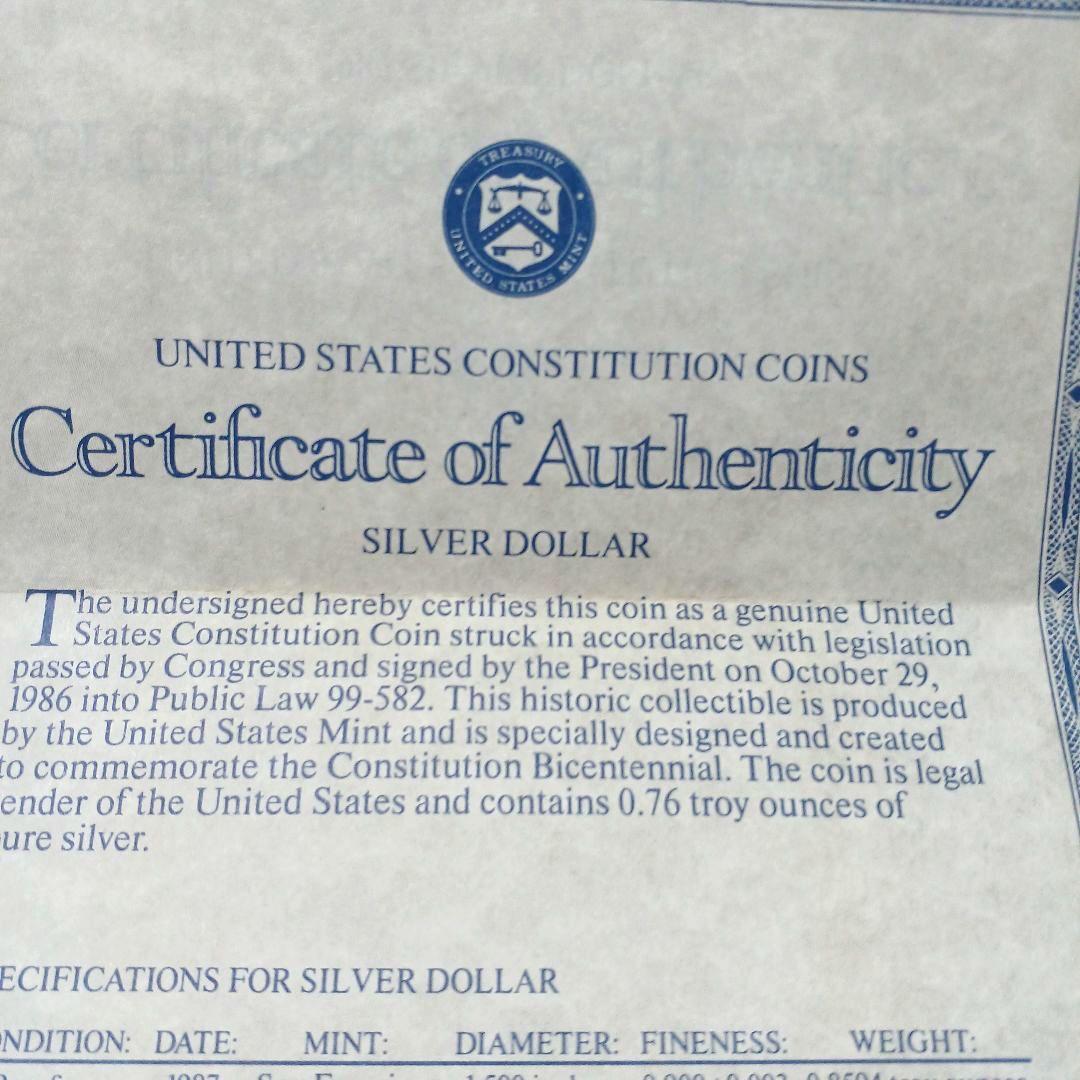 TREASURY
UNITED STATES MINT
UNITED STATES CONSTITUTION COINS
Certificate of Authenticity
SILVER DOLLAR
The undersigned hereby certifies this coin as a genuine United
States Constitution Coin struck in accordance with legislation
passed by Congress and signed by the President on October 29,
1986 into Public Law 99-582. This historic collectible is produced
by the United States Mint and is specially designed and created
to commemorate the Constitution Bicentennial. The coin is legal
ender of the United States and contains 0.76 troy ounces of
ure silver.
ECIFICATIONS FOR SILVER DOLLAR
NDITION: DATE: MINT: DIAMETER: FINENESS: WEIGHT: